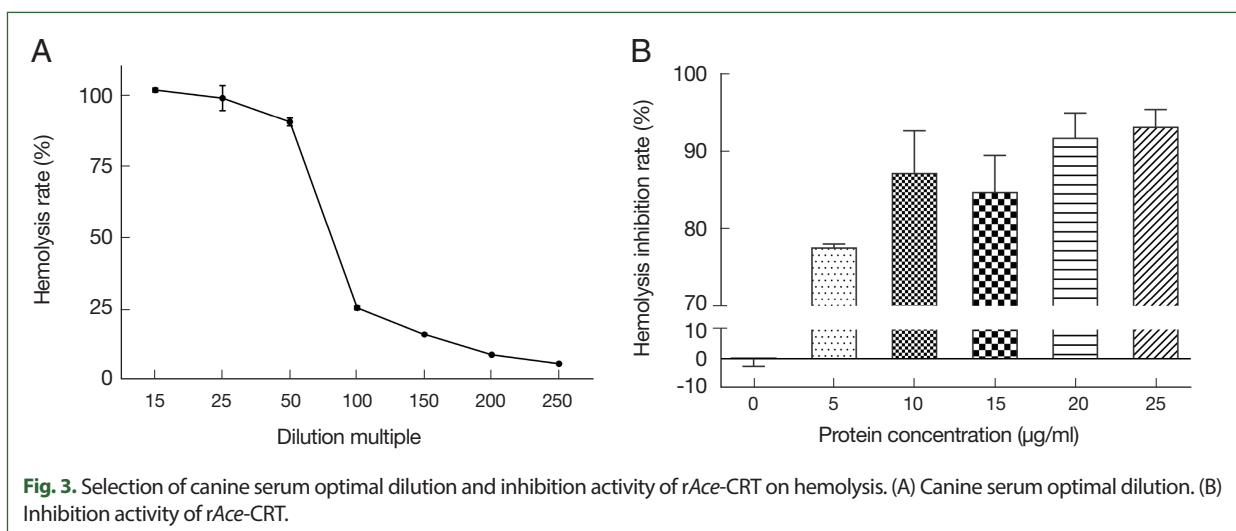 A
Hemolysis rate (%)
100
75
50
25
0
15 25 50 100 150 200 250
Dilution multiple
B
Hemolysis inhibition rate (%)
100
90
80
70
10
0
-10
0 5 10 15 20 25
Protein concentration (µg/ml)
Fig. 3. Selection of canine serum optimal dilution and inhibition activity of rAce-CRT on hemolysis. (A) Canine serum optimal dilution. (B)
Inhibition activity of rAce-CRT.